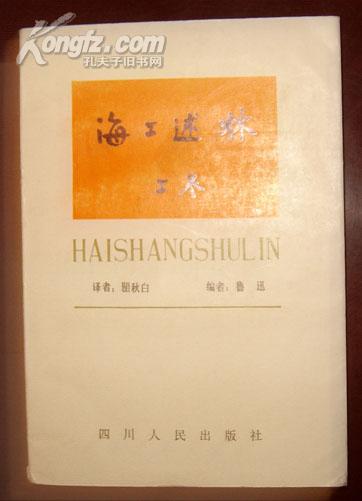 Kongfz.com
孔夫子旧书网
海上述林
上卷
HAISHANGSHULIN
译者：瞿秋白 编者：鲁迅
四川人民出版社